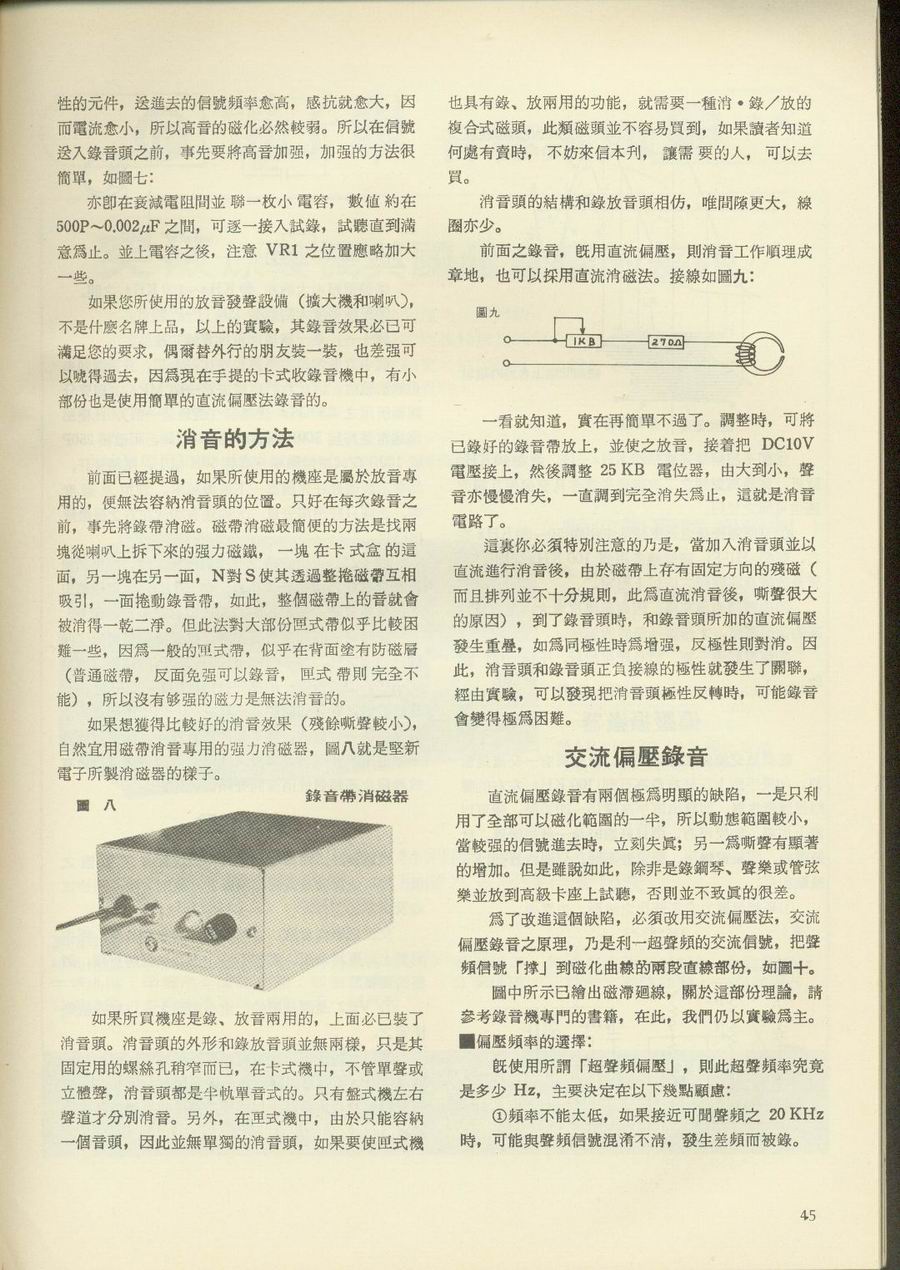 性的元件，送進去的信號頻率愈高，感抗就愈大，因
而電流愈小，所以高音的磁化必然較弱。所以在信號
送入錄音頭之前，事先要將高音加强，加强的方法很
簡單，如圖七：
亦卽在衰減電阻間並聯一枚小電容，數値約在
500P～0.002μF 之間，可逐一接入試錄，試聽直到滿
意爲止。並上電容之後，注意 VR1 之位置應略加大
一些。
如果您所使用的放音發聲設備（擴大機和喇叭），
不是什麼名牌上品，以上的實驗，其錄音效果必已可
滿足您的要求，偶爾替外行的朋友裝一裝，也差强可
以唬得過去，因爲現在手提的卡式收錄音機中，有小
部份也是使用簡單的直流偏壓法錄音的。
消音的方法
前面已經提過，如果所使用的機座是屬於放音專
用的，便無法容納消音頭的位置。只好在每次錄音之
前，事先將錄帶消磁。磁帶消磁最簡便的方法是找兩
塊從喇叭上拆下來的强力磁鐵，一塊在卡式盒的這
面，另一塊在另一面，N對S使其透過整捲磁帶互相
吸引，一面捲動錄音帶，如此，整個磁帶上的音就會
被消得一乾二淨。但此法對大部份匣式帶似乎比較困
難一些，因爲一般的匣式帶，似乎在背面塗有防磁層
（普通磁帶，反面免强可以錄音，匣式帶則完全不
能），所以沒有够强的磁力是無法消音的。
如果想獲得比較好的消音效果（殘餘嘶聲較小），
自然宜用磁帶消音專用的强力消磁器，圖八就是堅新
電子所製消磁器的樣子。
圖 八
錄音帶消磁器
如果所買機座是錄、放音兩用的，上面必已裝了
消音頭。消音頭的外形和錄放音頭並無兩樣，只是其
固定用的螺絲孔稍窄而已，在卡式機中，不管單聲或
立體聲，消音頭都是半軌單音式的。只有盤式機左右
聲道才分別消音。另外，在匣式機中，由於只能容納
一個音頭，因此並無單獨的消音頭，如果要使匣式機
也具有錄、放兩用的功能，就需要一種消・錄／放的
複合式磁頭，此類磁頭並不容易買到，如果讀者知道
何處有賣時，不妨來信本刋，讓需要的人，可以去
買。
消音頭的結構和錄放音頭相仿，唯間隙更大，線
圈亦少。
前面之錄音，旣用直流偏壓，則消音工作順理成
章地，也可以採用直流消磁法。接線如圖九：
圖九
1KB
270Ω
一看就知道，實在再簡單不過了。調整時，可將
已錄好的錄音帶放上，並使之放音，接着把 DC10V
電壓接上，然後調整 25 KB 電位器，由大到小，聲
音亦慢慢消失，一直調到完全消失爲止，這就是消音
電路了。
這裏你必須特別注意的乃是，當加入消音頭並以
直流進行消音後，由於磁帶上存有固定方向的殘磁（
而且排列並不十分規則，此爲直流消音後，嘶聲很大
的原因），到了錄音頭時，和錄音頭所加的直流偏壓
發生重疊，如爲同極性時爲增强，反極性則對消。因
此，消音頭和錄音頭正負接線的極性就發生了關聯，
經由實驗，可以發現把消音頭極性反轉時，可能錄音
會變得極爲困難。
交流偏壓錄音
直流偏壓錄音有兩個極爲明顯的缺陷，一是只利
用了全部可以磁化範圍的一半，所以動態範圍較小，
當較强的信號進去時，立刻失眞；另一爲嘶聲有顯著
的增加。但是雖說如此，除非是錄鋼琴、聲樂或管弦
樂並放到高級卡座上試聽，否則並不致眞的很差。
爲了改進這個缺陷，必須改用交流偏壓法，交流
偏壓錄音之原理，乃是利一超聲頻的交流信號，把聲
頻信號「撑」到磁化曲線的兩段直線部份，如圖十。
圖中所示已繪出磁滯廻線，關於這部份理論，請
參考錄音機專門的書籍，在此，我們仍以實驗爲主。
■偏壓頻率的選擇：
旣使用所謂「超聲頻偏壓」，則此超聲頻率究竟
是多少 Hz，主要決定在以下幾點顧慮：
①頻率不能太低，如果接近可聞聲頻之 20 KHz
時，可能與聲頻信號混淆不清，發生差頻而被錄。
45